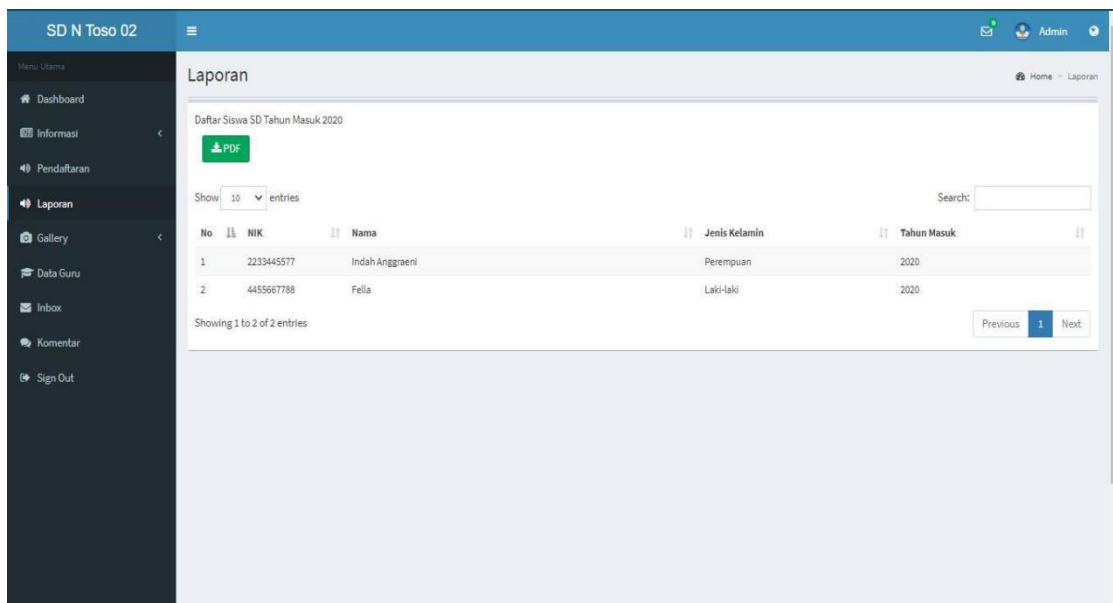 SD N Toso 02
0
Admin
Menu Utama
Laporan
Home > Laporan
Dashboard
Informasi
Pendaftaran
Laporan
Gallery
Data Guru
Inbox
Komentar
Sign Out
Daftar Siswa SD Tahun Masuk 2020
PDF
Show 10 entries
Search:
No NIK Nama Jenis Kelamin Tahun Masuk
1 2233445577 Indah Anggraeni Perempuan 2020
2 4455667788 Fella Laki-laki 2020
Showing 1 to 2 of 2 entries
Previous 1 Next